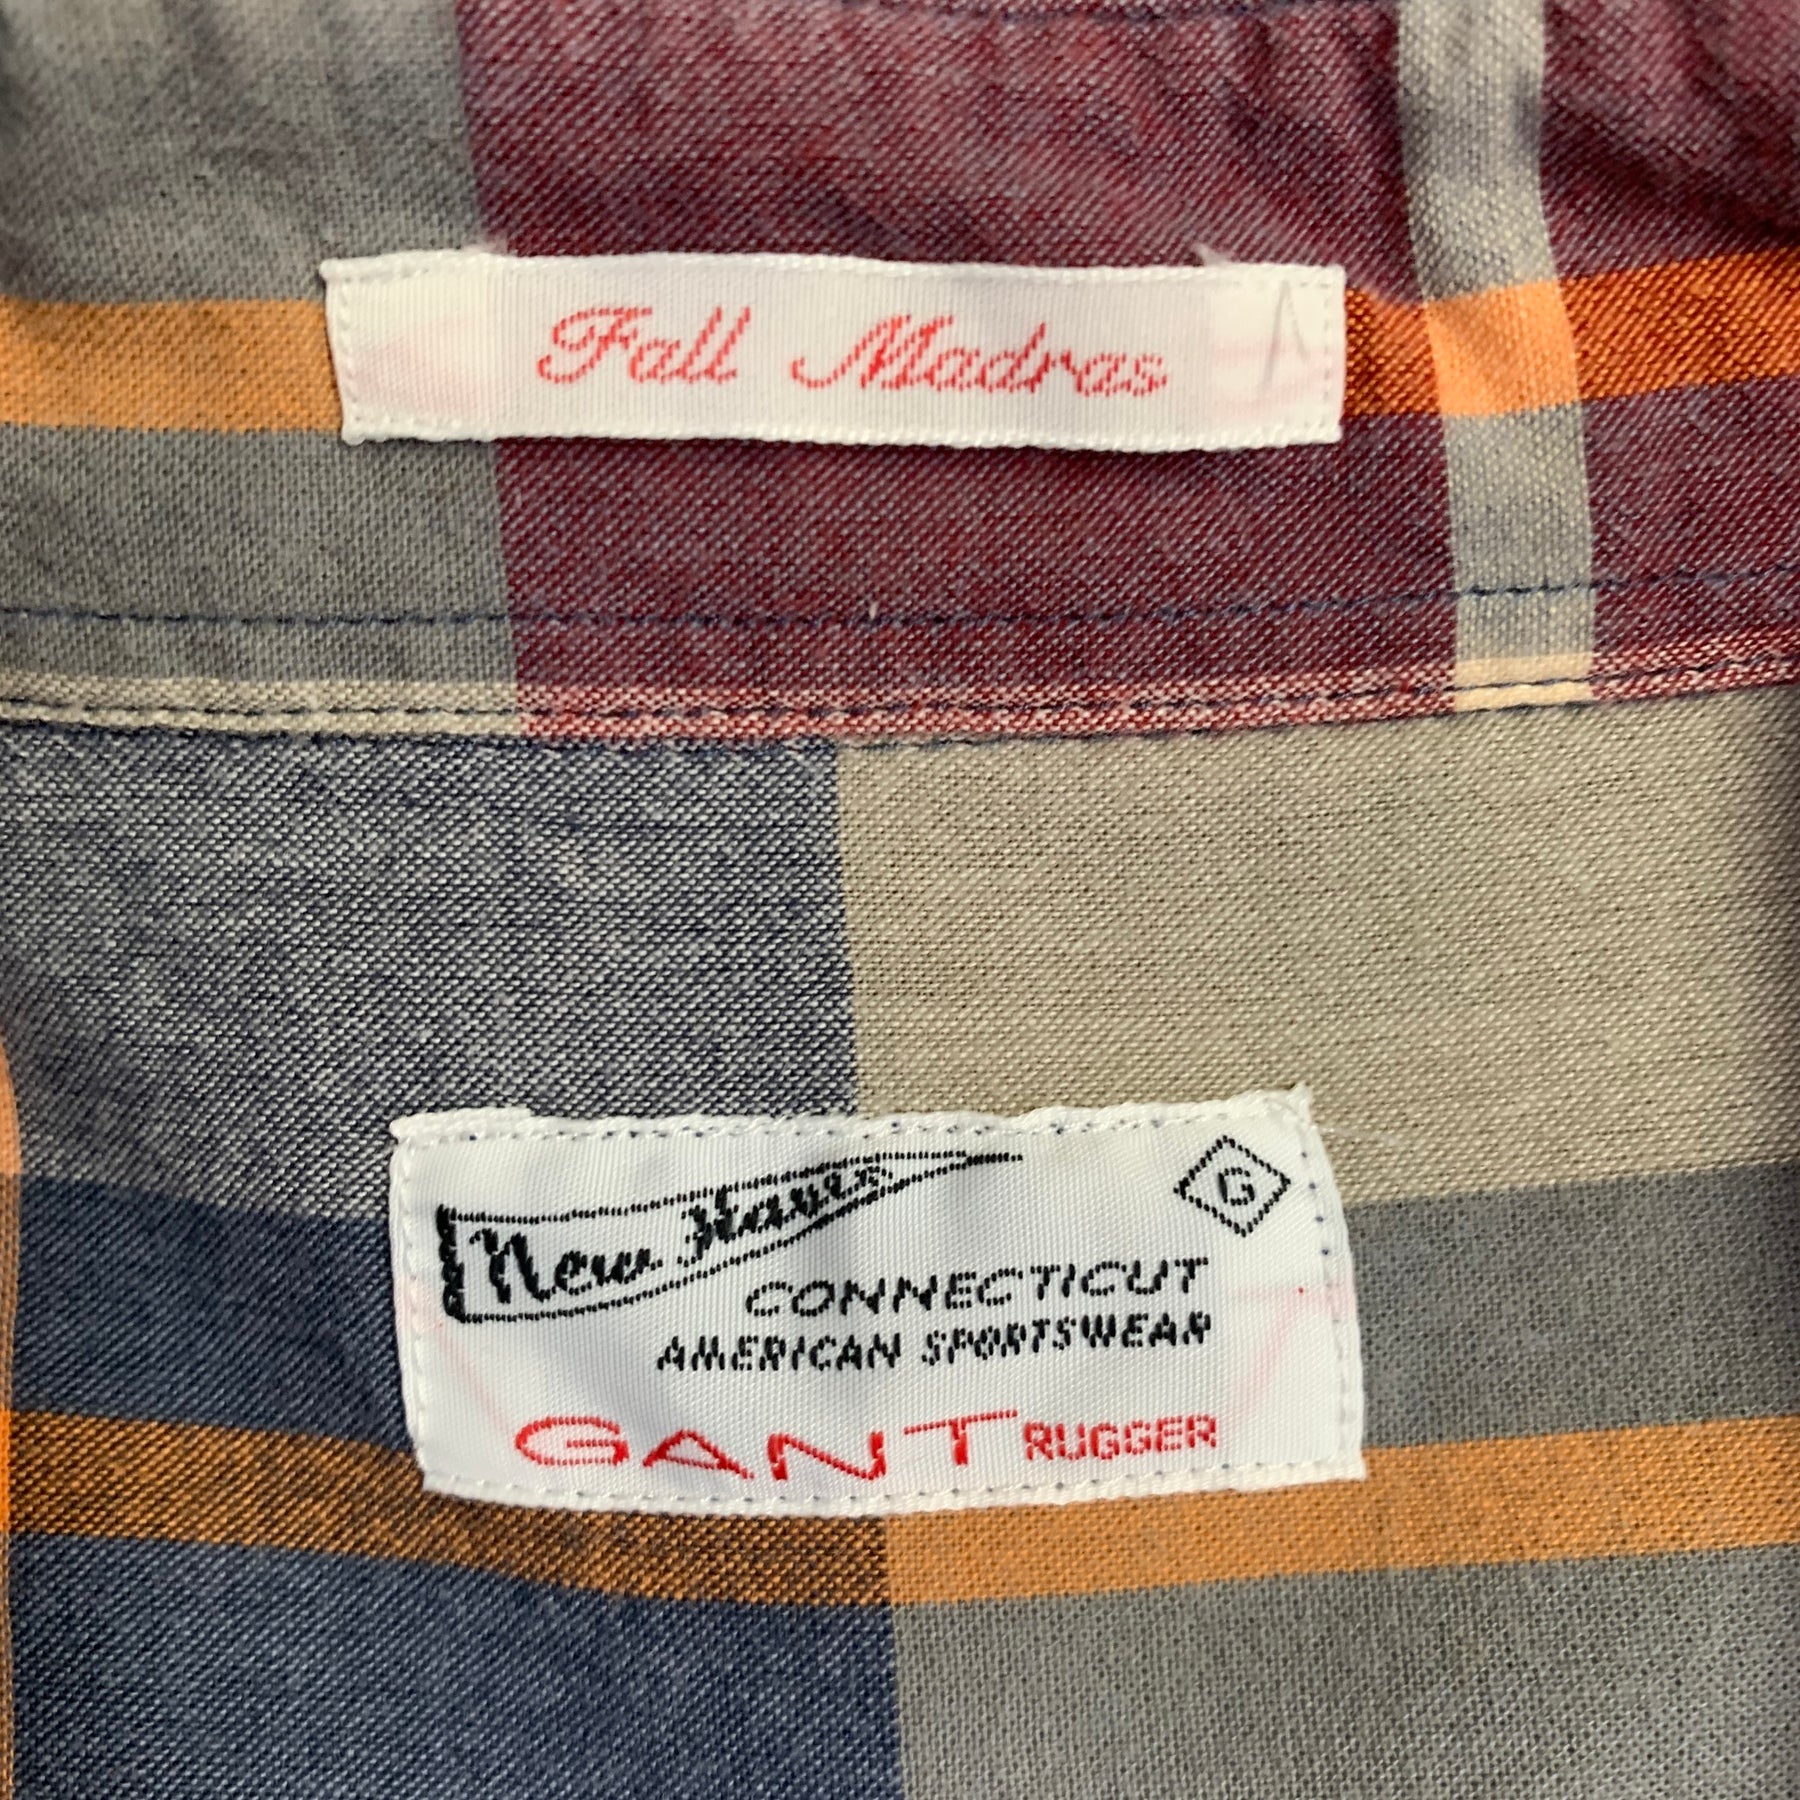 Fall Madras
New Haven
G
CONNECTICUT
AMERICAN SPORTSWEAR
GANT RUGGER